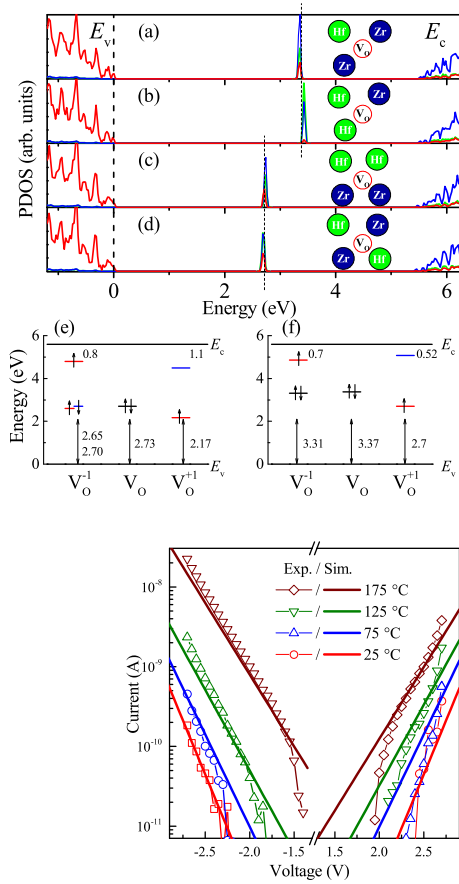 E_v (a) Hf Zr V_O Zr E_c
(b) Hf Zr V_O Hf
(c) Hf Hf V_O Zr Zr
(d) Hf Zr V_O Zr Hf
PDOS (arb. units)
0 2 4 6
Energy (eV)
(e) (f)
Energy (eV)
6
4
2
0
0.8 1.1 E_c
2.65
2.70
2.73 2.17 E_v
V_O^-1 V_O V_O^+1
0.7 0.52 E_c
3.31 3.37 2.7 E_v
V_O^-1 V_O V_O^+1
Exp. / Sim.
/ 175 °C
/ 125 °C
/ 75 °C
/ 25 °C
Current (A)
10^-8
10^-9
10^-10
10^-11
-2.5 -2.0 -1.5 2.0 2.5
Voltage (V)